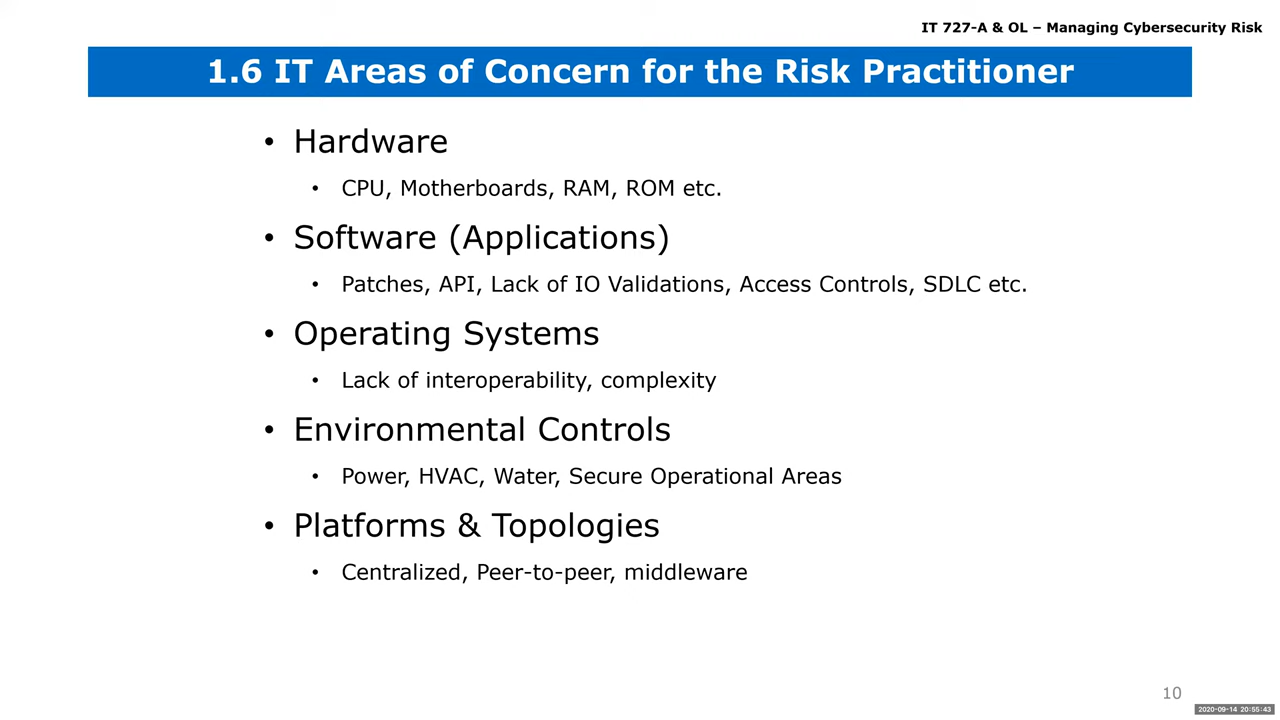 IT 727-A & OL – Managing Cybersecurity Risk
1.6 IT Areas of Concern for the Risk Practitioner
• Hardware
• CPU, Motherboards, RAM, ROM etc.
• Software (Applications)
• Patches, API, Lack of IO Validations, Access Controls, SDLC etc.
• Operating Systems
• Lack of interoperability, complexity
• Environmental Controls
• Power, HVAC, Water, Secure Operational Areas
• Platforms & Topologies
• Centralized, Peer-to-peer, middleware
10
2020-09-14 20:55:43